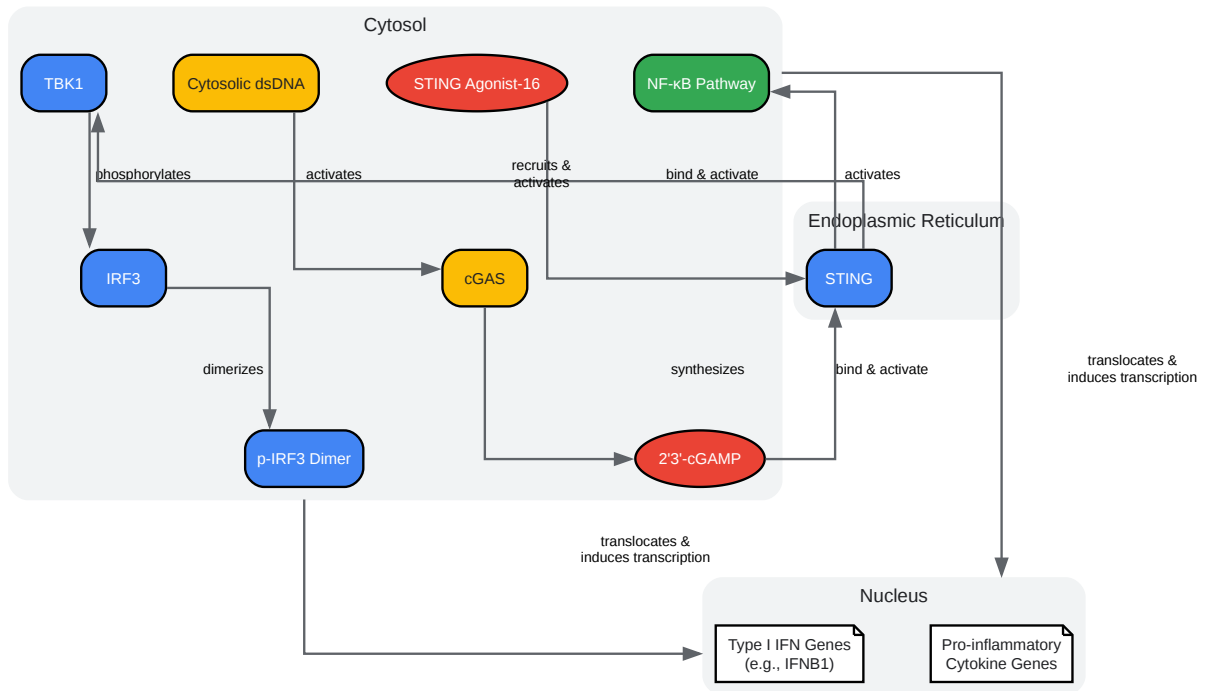 Cytosol
TBK1
Cytosolic dsDNA
STING Agonist-16
NF-κB Pathway
phosphorylates
activates
recruits &
activates
bind & activate
activates
Endoplasmic Reticulum
IRF3
cGAS
STING
dimerizes
synthesizes
bind & activate
translocates &
induces transcription
p-IRF3 Dimer
2'3'-cGAMP
translocates &
induces transcription
Nucleus
Type I IFN Genes
(e.g., IFNB1)
Pro-inflammatory
Cytokine Genes